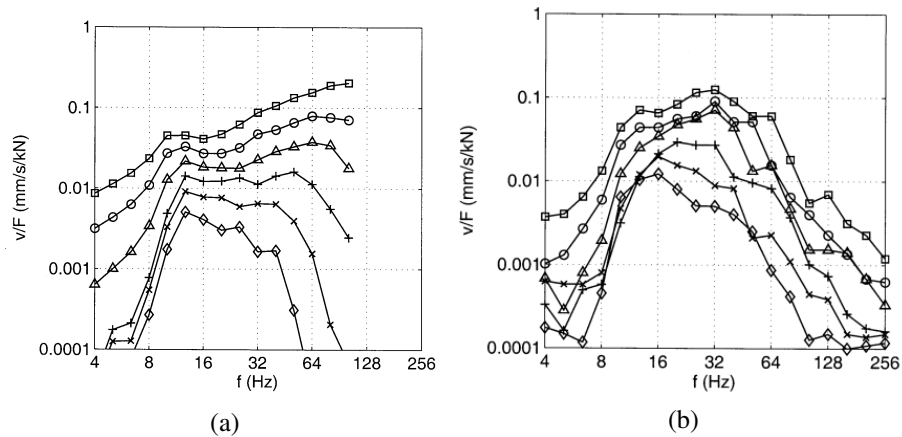 1
0.1
0.01
0.001
0.0001
v/F (mm/s/kN)
4 8 16 32 64 128 256
f (Hz)
(a)
1
0.1
0.01
0.001
0.0001
v/F (mm/s/kN)
4 8 16 32 64 128 256
f (Hz)
(b)